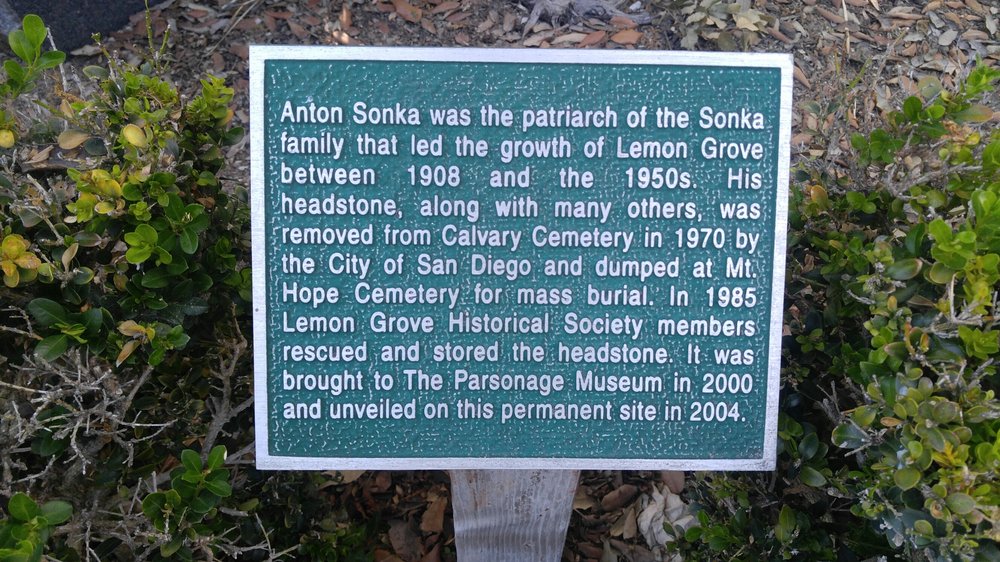 Anton Sonka was the patriarch of the Sonka
family that led the growth of Lemon Grove
between 1908 and the 1950s. His
headstone, along with many others, was
removed from Calvary Cemetery in 1970 by
the City of San Diego and dumped at Mt.
Hope Cemetery for mass burial. In 1985
Lemon Grove Historical Society members
rescued and stored the headstone. It was
brought to The Parsonage Museum in 2000
and unveiled on this permanent site in 2004.